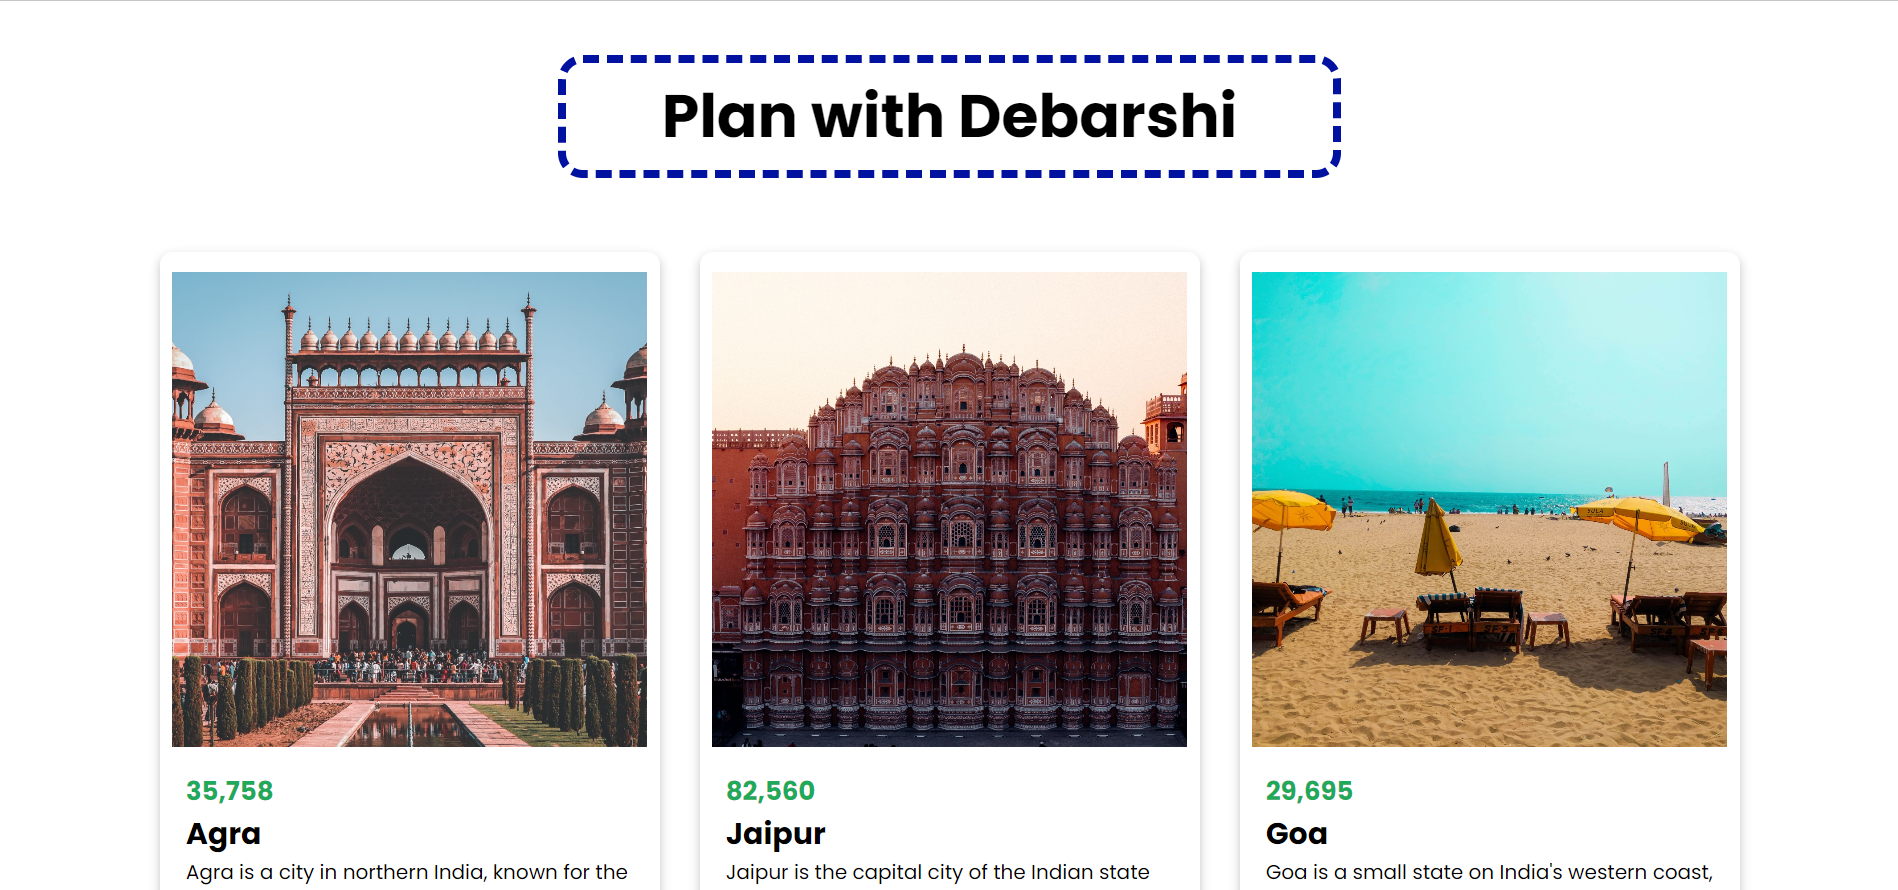 Plan with Debarshi
35,758
Agra
Agra is a city in northern India, known for the
82,560
Jaipur
Jaipur is the capital city of the Indian state
29,695
Goa
Goa is a small state on India's western coast,
SULA